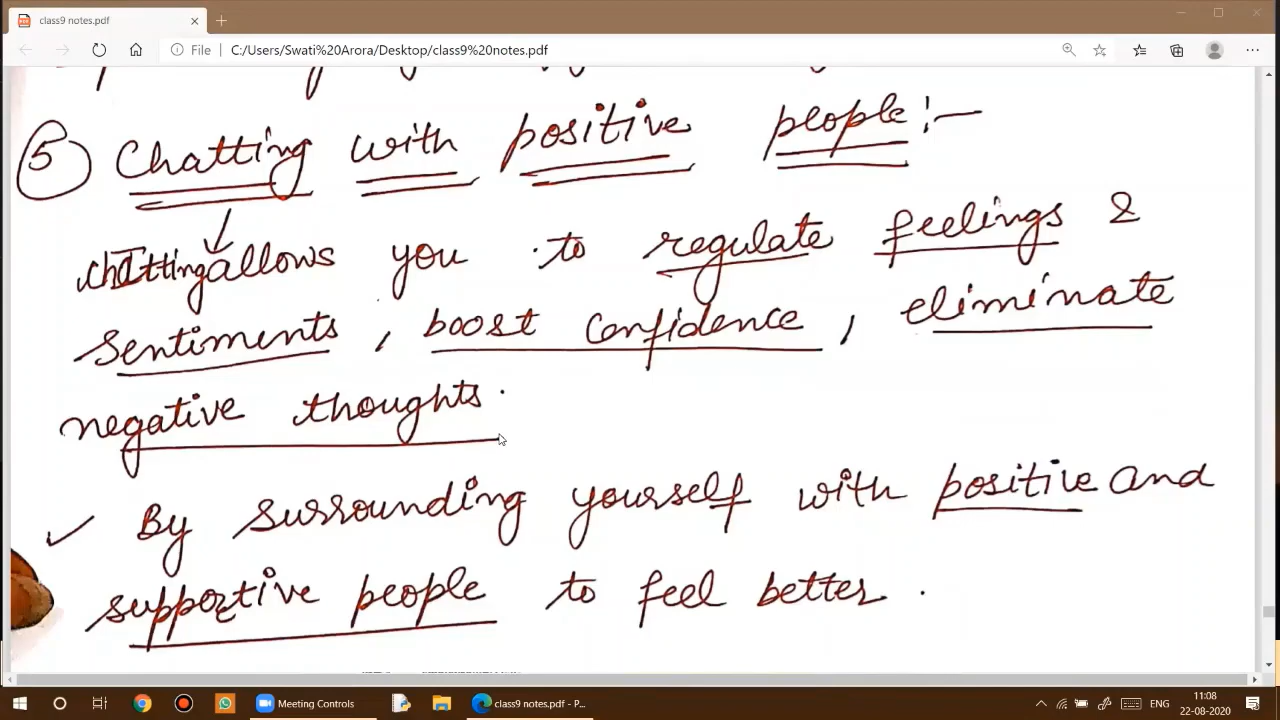 class9 notes.pdf
File
C:/Users/Swati%20Arora/Desktop/class9%20notes.pdf
5 Chatting with positive people:-
chatting allows you to regulate feelings &
sentiments, boost confidence, eliminate
negative thoughts.
✓ By surrounding yourself with positive and
supportive people to feel better.
Meeting Controls
class9 notes.pdf - P...
ENG
11:08
22-08-2020